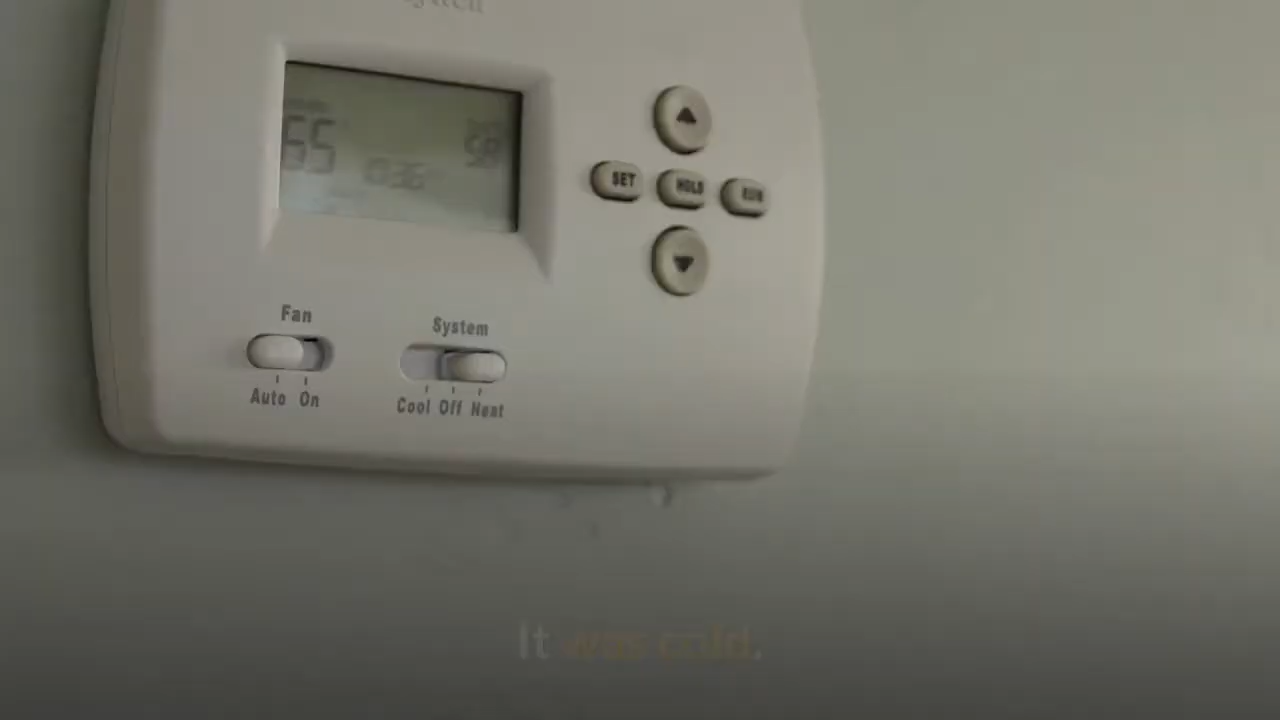 65
SET
HOLD
RUN
Fan
System
Auto On
Cool Off Heat
It was cold.